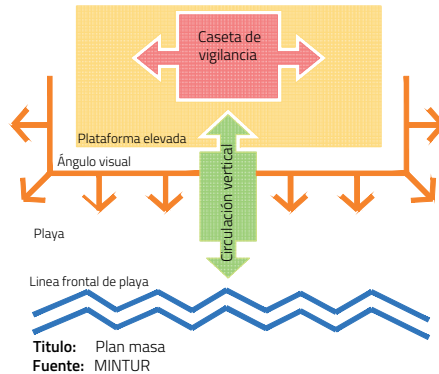 Caseta de
vigilancia
Plataforma elevada
Ángulo visual
Circulación vertical
Playa
Linea frontal de playa
Titulo: Plan masa
Fuente: MINTUR